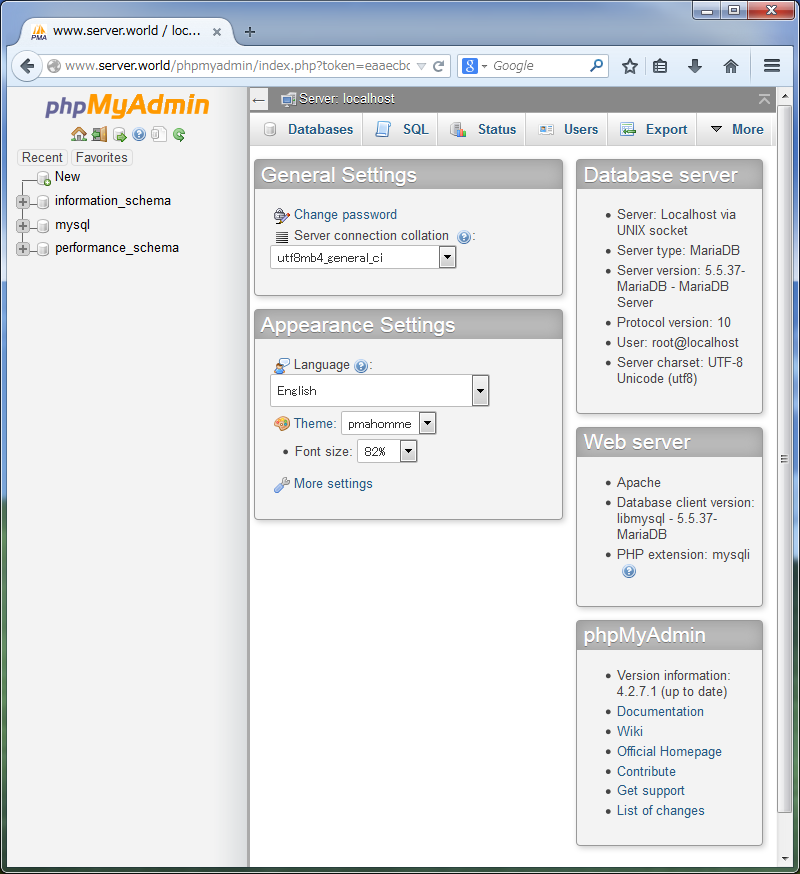 www.server.world / loc...
www.server.world/phpmyadmin/index.php?token=eaaecbc
Google
phpMyAdmin
Recent
Favorites
New
information_schema
mysql
performance_schema
Server: localhost
Databases
SQL
Status
Users
Export
More
General Settings
Change password
Server connection collation :
utf8mb4_general_ci
Appearance Settings
Language :
English
Theme: pmahomme
Font size: 82%
More settings
Database server
Server: Localhost via
UNIX socket
Server type: MariaDB
Server version: 5.5.37-
MariaDB - MariaDB
Server
Protocol version: 10
User: root@localhost
Server charset: UTF-8
Unicode (utf8)
Web server
Apache
Database client version:
libmysql - 5.5.37-
MariaDB
PHP extension: mysqli
phpMyAdmin
Version information:
4.2.7.1 (up to date)
Documentation
Wiki
Official Homepage
Contribute
Get support
List of changes